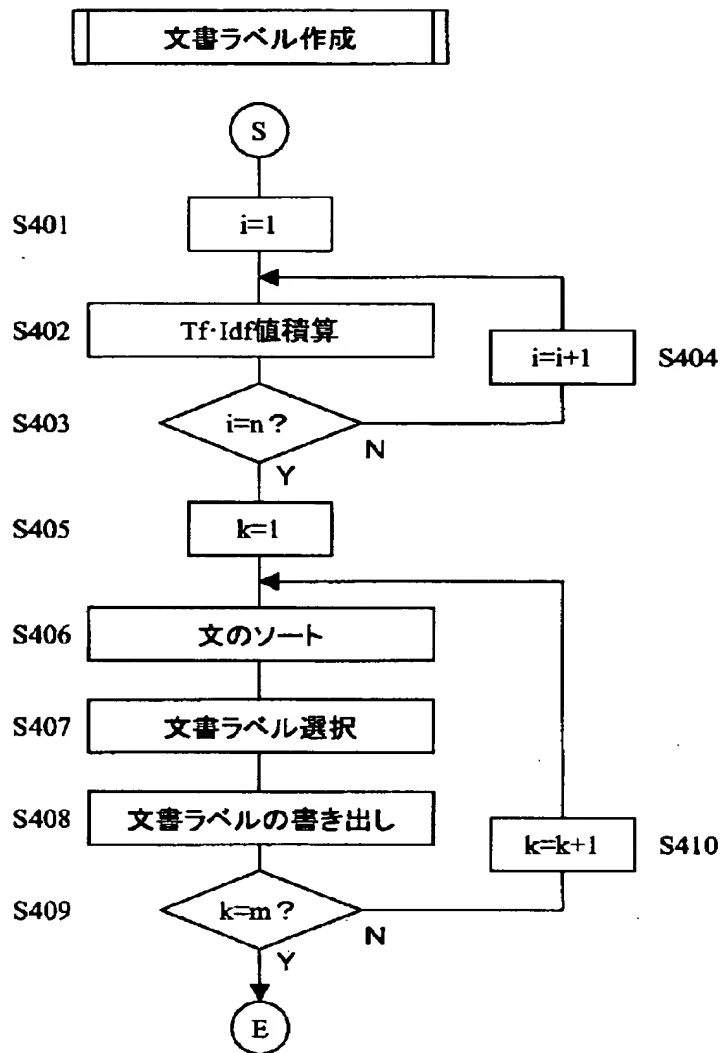 文書ラベル作成
S
S401
i=1
S402
Tf·Idf値積算
i=i+1
S404
S403
i=n?
N
Y
S405
k=1
S406
文のソート
S407
文書ラベル選択
S408
文書ラベルの書き出し
k=k+1
S410
S409
k=m?
N
Y
E